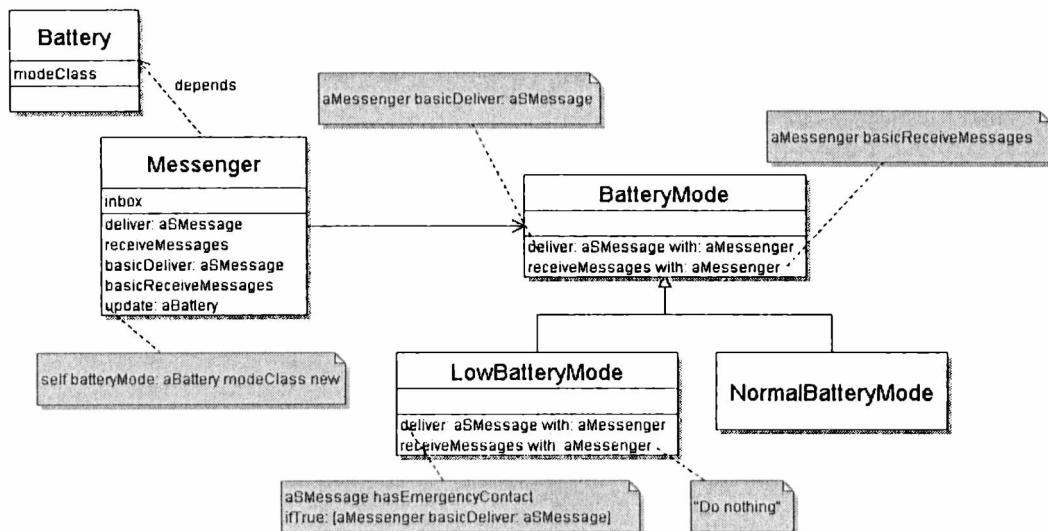 Battery
modeClass
depends
aMessenger basicDeliver: aSMessage
aMessenger basicReceiveMessages
Messenger
inbox
deliver: aSMessage
receiveMessages
basicDeliver: aSMessage
basicReceiveMessages
update: aBattery
BatteryMode
deliver: aSMessage with: aMessenger
receiveMessages with: aMessenger
self batteryMode: aBattery modeClass new
LowBatteryMode
deliver: aSMessage with: aMessenger
receiveMessages with: aMessenger
NormalBatteryMode
aSMessage hasEmergencyContact
ifTrue: [aMessenger basicDeliver: aSMessage]
"Do nothing"